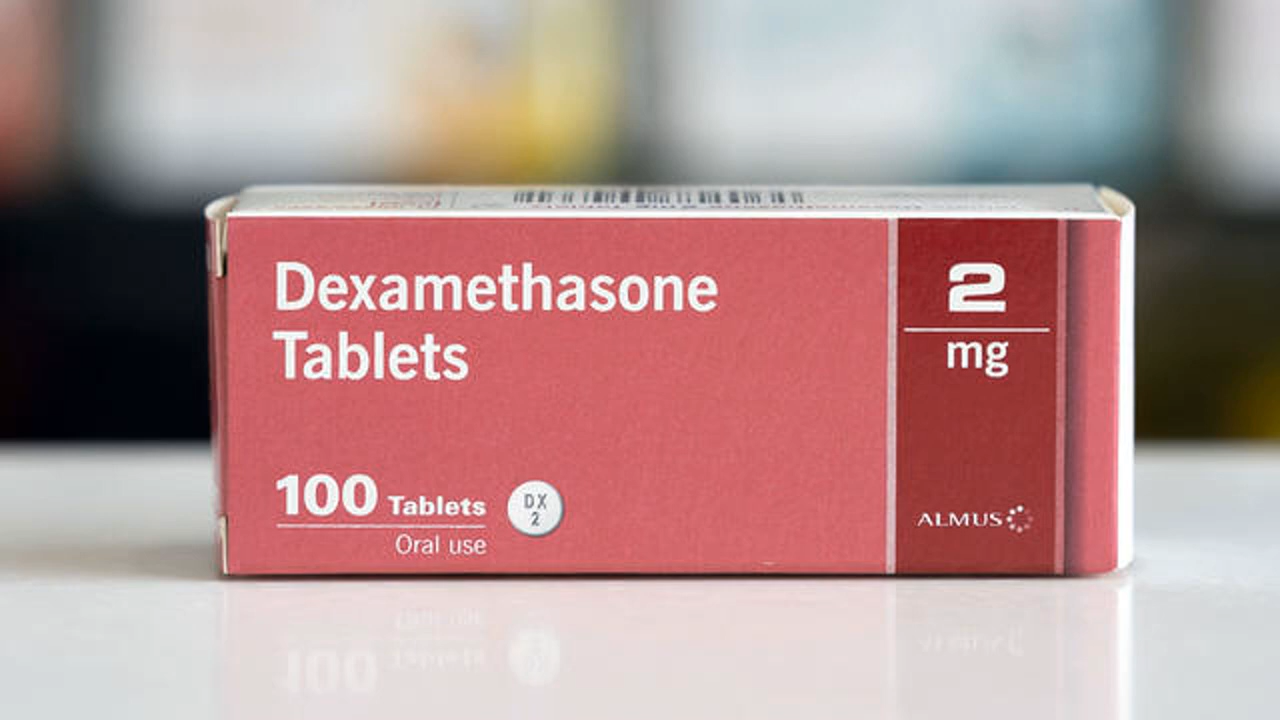 Dexamethasone
Tablets
2
mg
100 Tablets
Oral use
DX
2
ALMUS